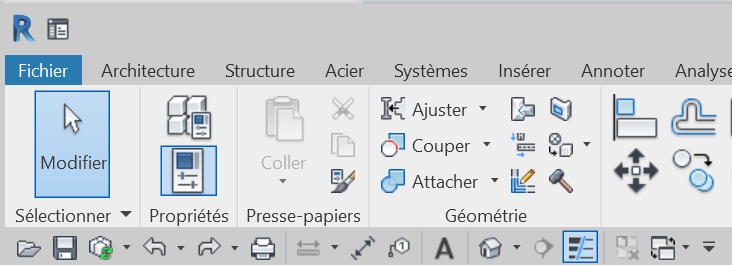 Fichier Architecture Structure Acier Systèmes Insérer Annoter Analyse
Modifier
Coller
Ajuster
Couper
Attacher
Sélectionner Propriétés Presse-papiers Géométrie